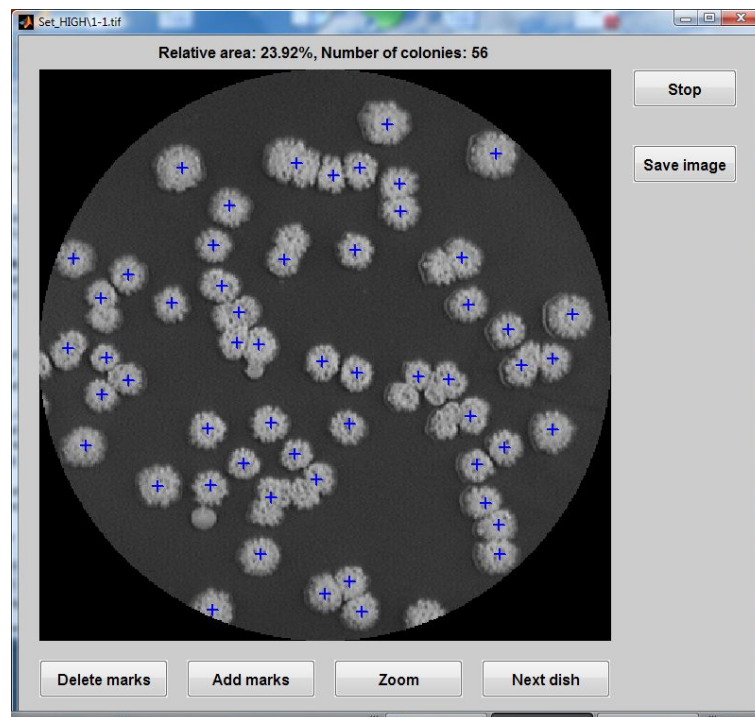 Set_HIGH\1-1.tif
Relative area: 23.92%, Number of colonies: 56
Stop
Save image
Delete marks Add marks Zoom Next dish